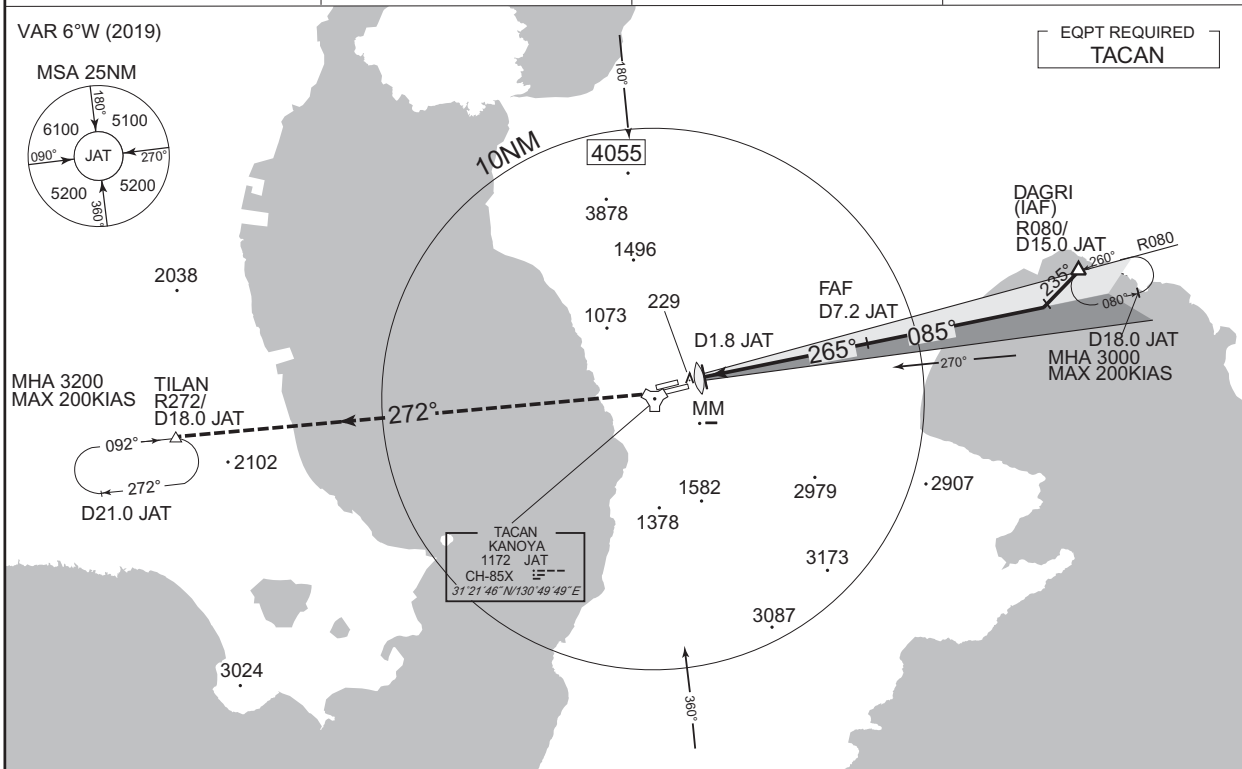 VAR 6°W (2019)
MSA 25NM
180°
6100
5100
090°
JAT
270°
5200
5200
360°
EQPT REQUIRED
TACAN
180°
10NM
4055
3878
1496
2038
229
1073
DAGRI
(IAF)
R080/
D15.0 JAT
R080
260°
235°
080°
FAF
D7.2 JAT
D1.8 JAT
265°
085°
D18.0 JAT
270°
MHA 3000
MAX 200KIAS
MHA 3200
MAX 200KIAS
TILAN
R272/
D18.0 JAT
272°
MM
092°
2102
272°
D21.0 JAT
1582
2979
2907
1378
TACAN
KANOYA
1172 JAT
CH-85X
31°21´46˝N/130°49´49˝E
3173
3087
3024
360°